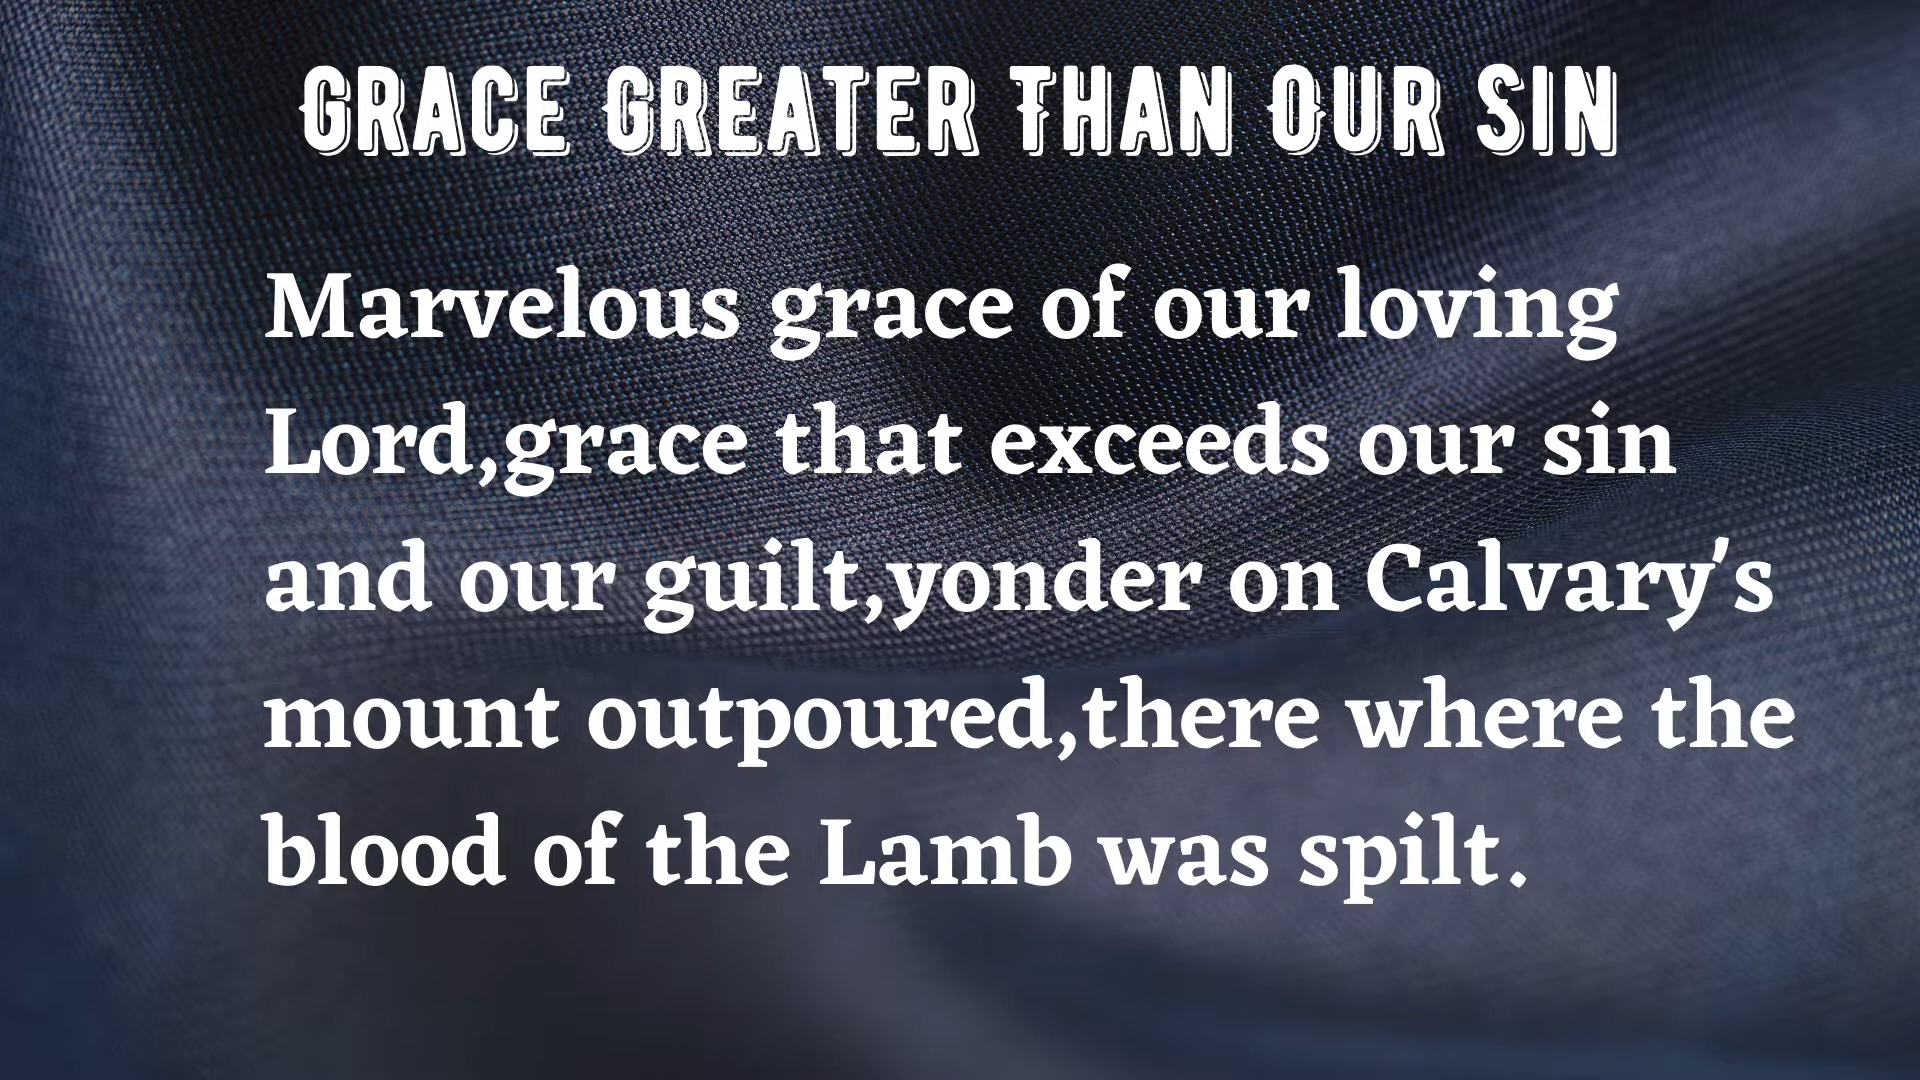 GRACE GREATER THAN OUR SIN
Marvelous grace of our loving
Lord,grace that exceeds our sin
and our guilt,yonder on Calvary's
mount outpoured,there where the
blood of the Lamb was spilt.